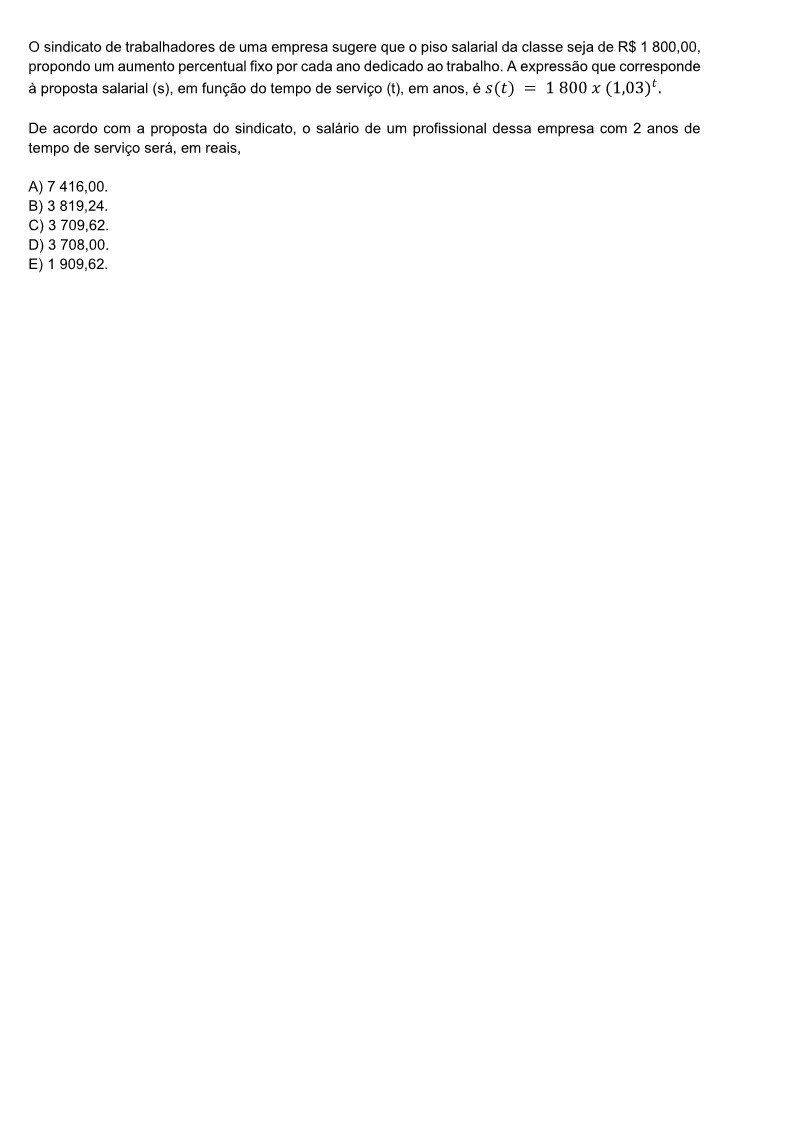 O sindicato de trabalhadores de uma empresa sugere que o piso salarial da classe seja de R$ 1 800,00,
propondo um aumento percentual fixo por cada ano dedicado ao trabalho. A expressão que corresponde
à proposta salarial (s), em função do tempo de serviço (t), em anos, é s(t) = 1 800 x (1,03)ᵗ.
De acordo com a proposta do sindicato, o salário de um profissional dessa empresa com 2 anos de
tempo de serviço será, em reais,
A) 7 416,00.
B) 3 819,24.
C) 3 709,62.
D) 3 708,00.
E) 1 909,62.